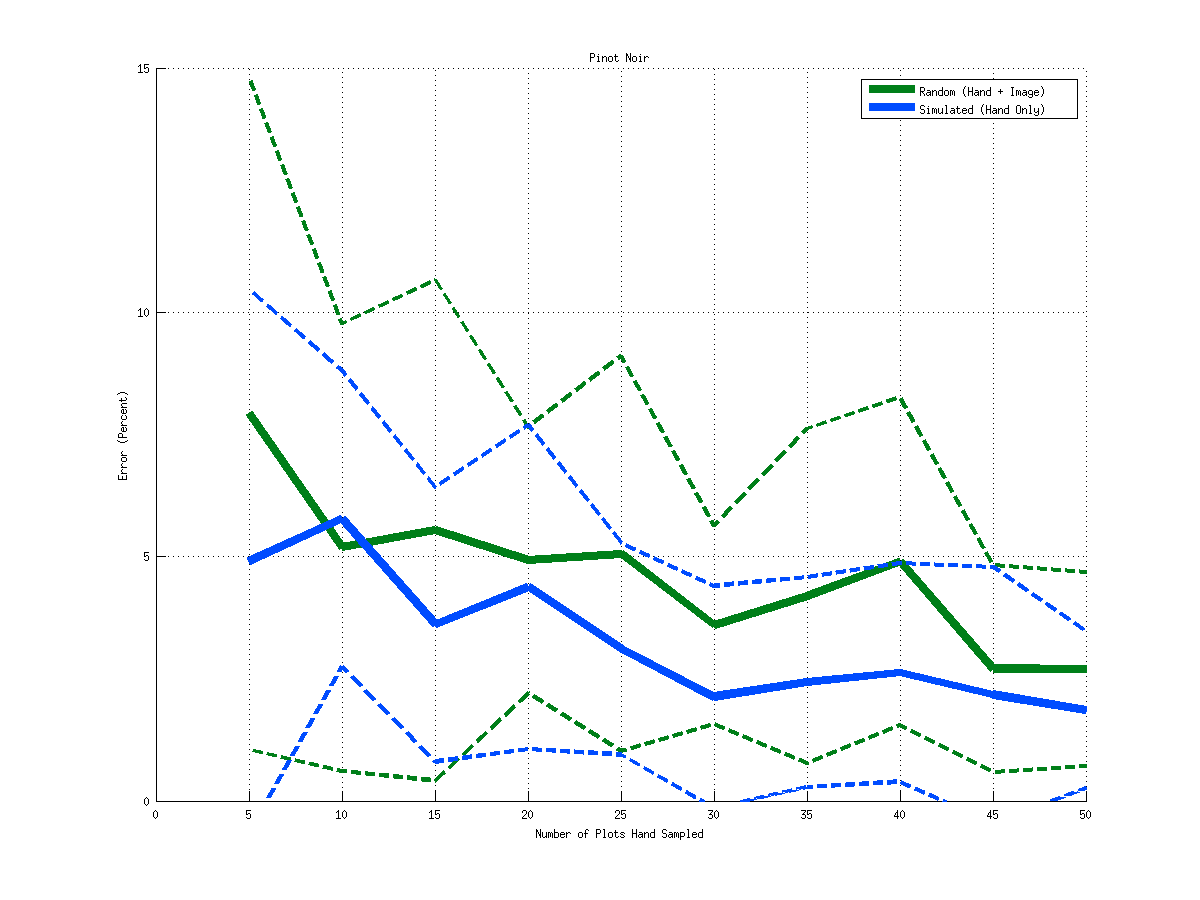 Pinot Noir
Random (Hand + Image)
Simulated (Hand Only)
15
10
5
0
Error (Percent)
0 5 10 15 20 25 30 35 40 45 50
Number of Plots Hand Sampled